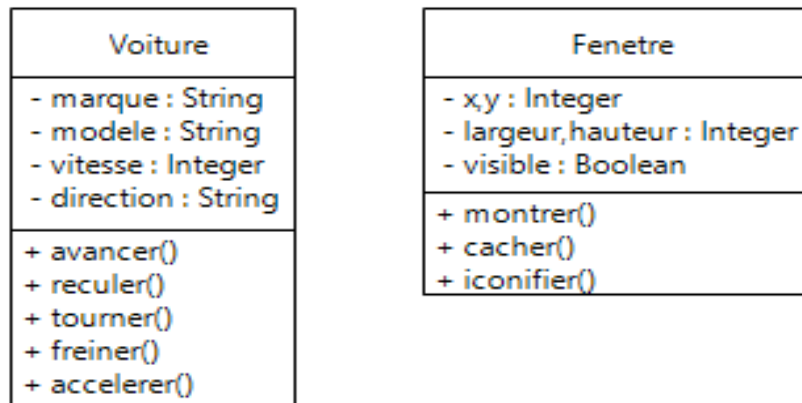 Voiture
- marque : String
- modele : String
- vitesse : Integer
- direction : String
+ avancer()
+ reculer()
+ tourner()
+ freiner()
+ accelerer()
Fenetre
- x,y : Integer
- largeur,hauteur : Integer
- visible : Boolean
+ montrer()
+ cacher()
+ iconifier()